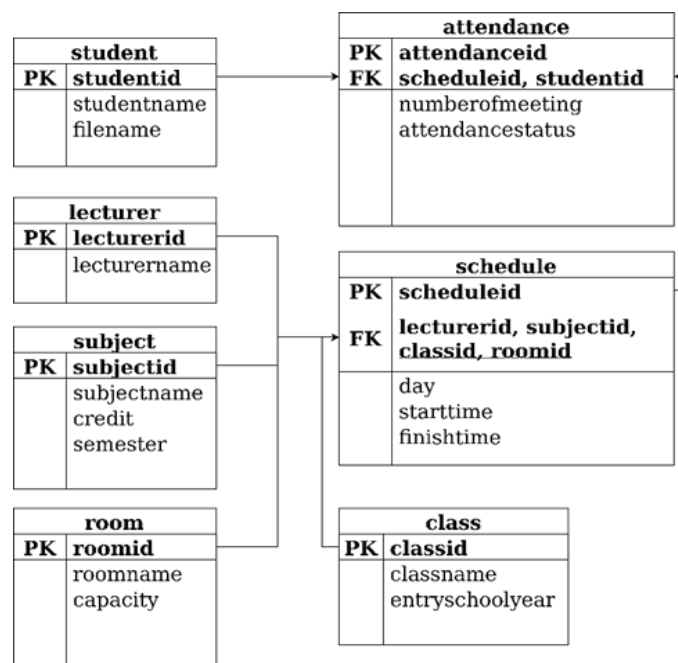 student
PK studentid
studentname
filename
attendance
PK attendanceid
FK scheduleid, studentid
numberofmeeting
attendancestatus
lecturer
PK lecturerid
lecturername
schedule
PK scheduleid
FK lecturerid, subjectid,
classid, roomid
day
starttime
finishtime
subject
PK subjectid
subjectname
credit
semester
room
PK roomid
roomname
capacity
class
PK classid
classname
entryschoolyear